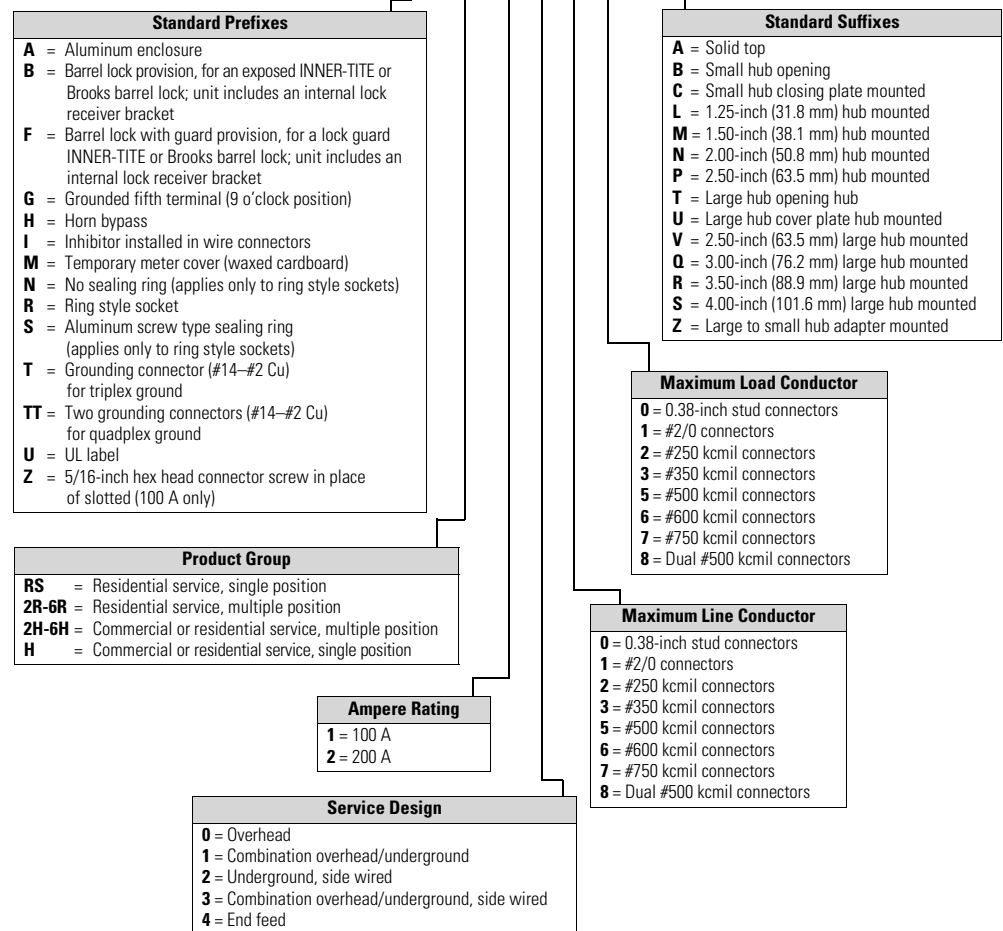 Standard Prefixes
A = Aluminum enclosure
B = Barrel lock provision, for an exposed INNER-TITE or
Brooks barrel lock; unit includes an internal lock
receiver bracket
F = Barrel lock with guard provision, for a lock guard
INNER-TITE or Brooks barrel lock; unit includes an
internal lock receiver bracket
G = Grounded fifth terminal (9 o'clock position)
H = Horn bypass
I = Inhibitor installed in wire connectors
M = Temporary meter cover (waxed cardboard)
N = No sealing ring (applies only to ring style sockets)
R = Ring style socket
S = Aluminum screw type sealing ring
(applies only to ring style sockets)
T = Grounding connector (#14–#2 Cu)
for triplex ground
TT = Two grounding connectors (#14–#2 Cu)
for quadplex ground
U = UL label
Z = 5/16-inch hex head connector screw in place
of slotted (100 A only)
Standard Suffixes
A = Solid top
B = Small hub opening
C = Small hub closing plate mounted
L = 1.25-inch (31.8 mm) hub mounted
M = 1.50-inch (38.1 mm) hub mounted
N = 2.00-inch (50.8 mm) hub mounted
P = 2.50-inch (63.5 mm) hub mounted
T = Large hub opening hub
U = Large hub cover plate hub mounted
V = 2.50-inch (63.5 mm) large hub mounted
Q = 3.00-inch (76.2 mm) large hub mounted
R = 3.50-inch (88.9 mm) large hub mounted
S = 4.00-inch (101.6 mm) large hub mounted
Z = Large to small hub adapter mounted
Maximum Load Conductor
0 = 0.38-inch stud connectors
1 = #2/0 connectors
2 = #250 kcmil connectors
3 = #350 kcmil connectors
5 = #500 kcmil connectors
6 = #600 kcmil connectors
7 = #750 kcmil connectors
8 = Dual #500 kcmil connectors
Product Group
RS = Residential service, single position
2R-6R = Residential service, multiple position
2H-6H = Commercial or residential service, multiple position
H = Commercial or residential service, single position
Maximum Line Conductor
0 = 0.38-inch stud connectors
1 = #2/0 connectors
2 = #250 kcmil connectors
3 = #350 kcmil connectors
5 = #500 kcmil connectors
6 = #600 kcmil connectors
7 = #750 kcmil connectors
8 = Dual #500 kcmil connectors
Ampere Rating
1 = 100 A
2 = 200 A
Service Design
0 = Overhead
1 = Combination overhead/underground
2 = Underground, side wired
3 = Combination overhead/underground, side wired
4 = End feed